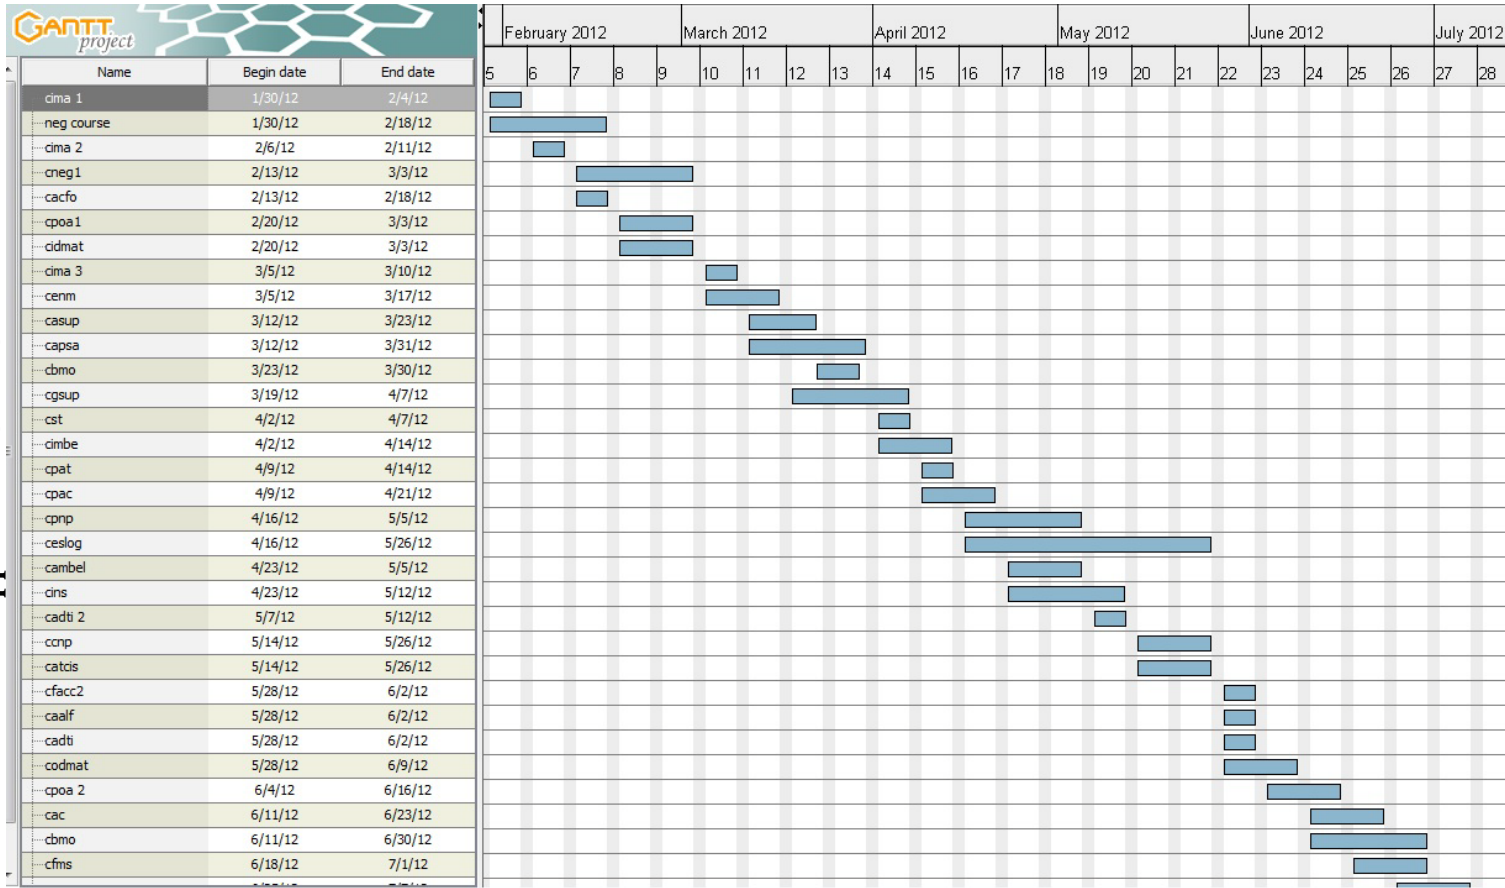 GANTT
project
February 2012 March 2012 April 2012 May 2012 June 2012 July 2012
Name Begin date End date 5 6 7 8 9 10 11 12 13 14 15 16 17 18 19 20 21 22 23 24 25 26 27 28
cima 1 1/30/12 2/4/12
neg course 1/30/12 2/18/12
cima 2 2/6/12 2/11/12
cneg1 2/13/12 3/3/12
cacfo 2/13/12 2/18/12
cpoa1 2/20/12 3/3/12
cidmat 2/20/12 3/3/12
cima 3 3/5/12 3/10/12
cenm 3/5/12 3/17/12
casup 3/12/12 3/23/12
capsa 3/12/12 3/31/12
cbmo 3/23/12 3/30/12
cgsup 3/19/12 4/7/12
cst 4/2/12 4/7/12
cimbe 4/2/12 4/14/12
cpat 4/9/12 4/14/12
cpac 4/9/12 4/21/12
cpnp 4/16/12 5/5/12
ceslog 4/16/12 5/26/12
cambel 4/23/12 5/5/12
cins 4/23/12 5/12/12
cadti 2 5/7/12 5/12/12
ccnp 5/14/12 5/26/12
catcis 5/14/12 5/26/12
cfacc2 5/28/12 6/2/12
caalf 5/28/12 6/2/12
cadti 5/28/12 6/2/12
codmat 5/28/12 6/9/12
cpoa 2 6/4/12 6/16/12
cac 6/11/12 6/23/12
cbmo 6/11/12 6/30/12
cfms 6/18/12 7/1/12